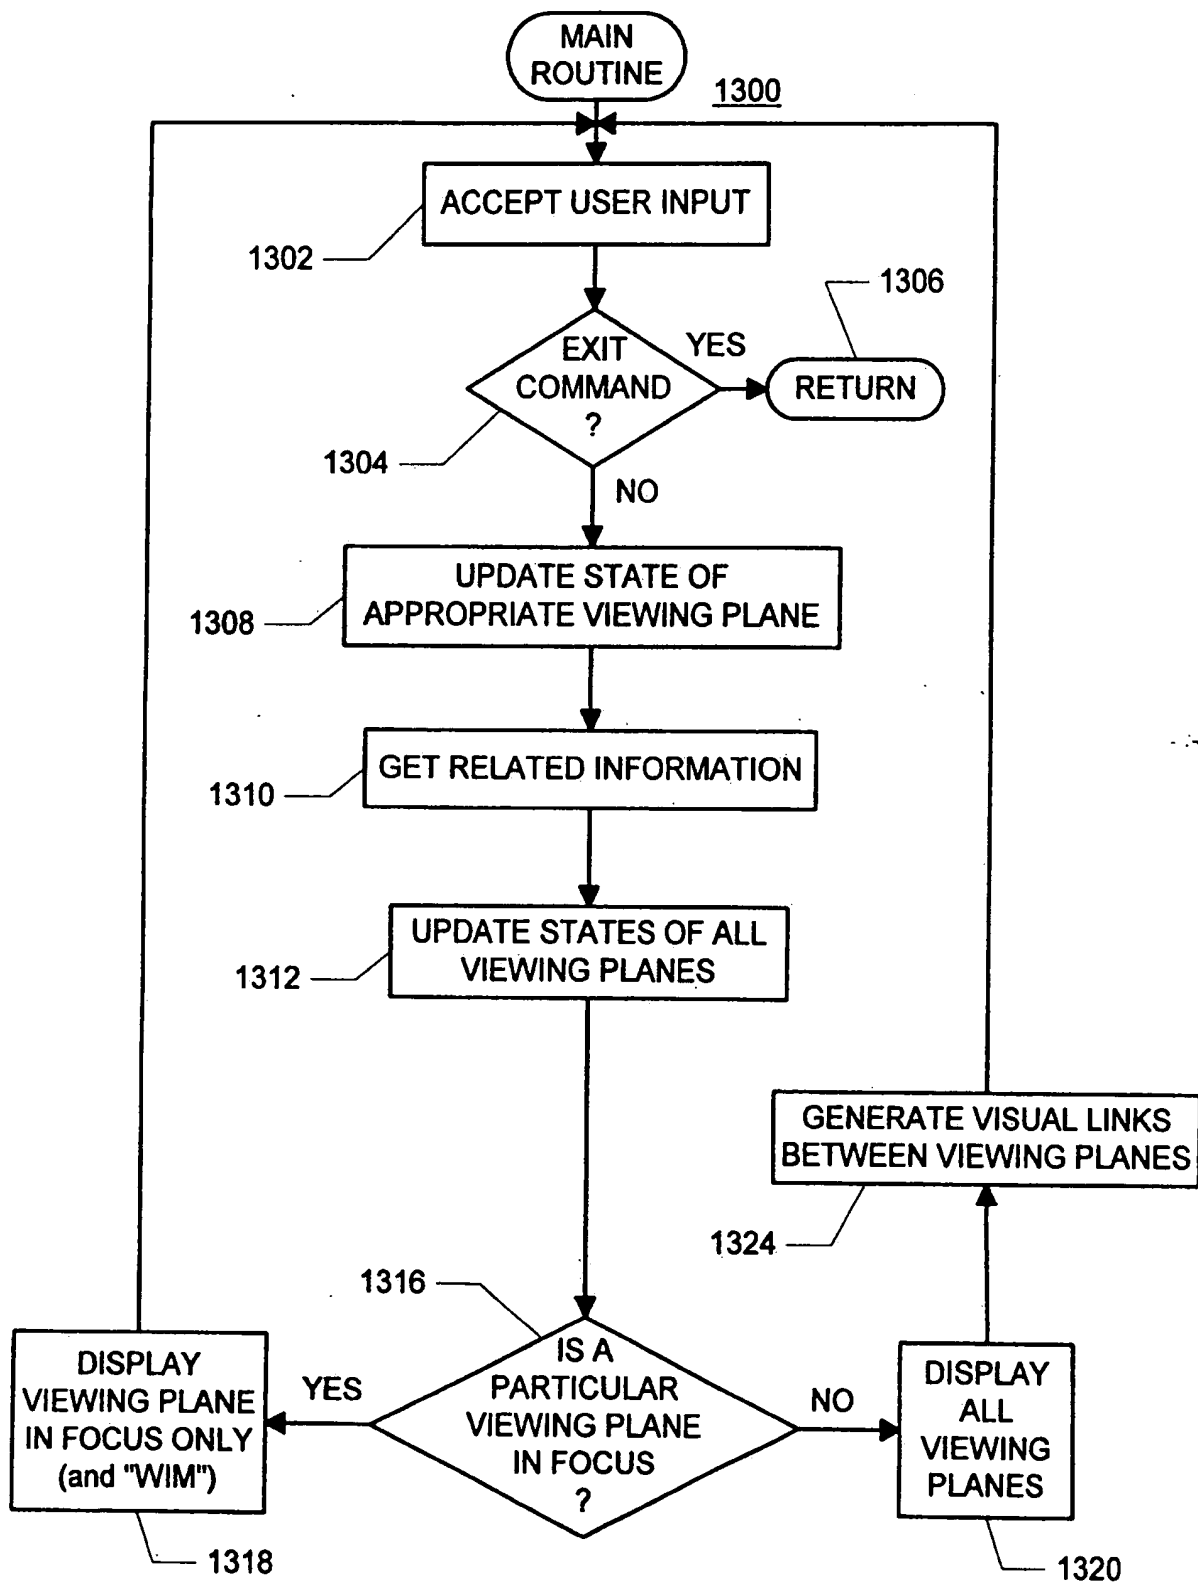 MAIN
ROUTINE
1300
ACCEPT USER INPUT
1302
1306
EXIT
COMMAND
?
YES
RETURN
1304
NO
UPDATE STATE OF
APPROPRIATE VIEWING PLANE
1308
GET RELATED INFORMATION
1310
UPDATE STATES OF ALL
VIEWING PLANES
1312
GENERATE VISUAL LINKS
BETWEEN VIEWING PLANES
1324
1316
IS A
PARTICULAR
VIEWING PLANE
IN FOCUS
?
YES
NO
DISPLAY
VIEWING PLANE
IN FOCUS ONLY
(and "WIM")
1318
DISPLAY
ALL
VIEWING
PLANES
1320